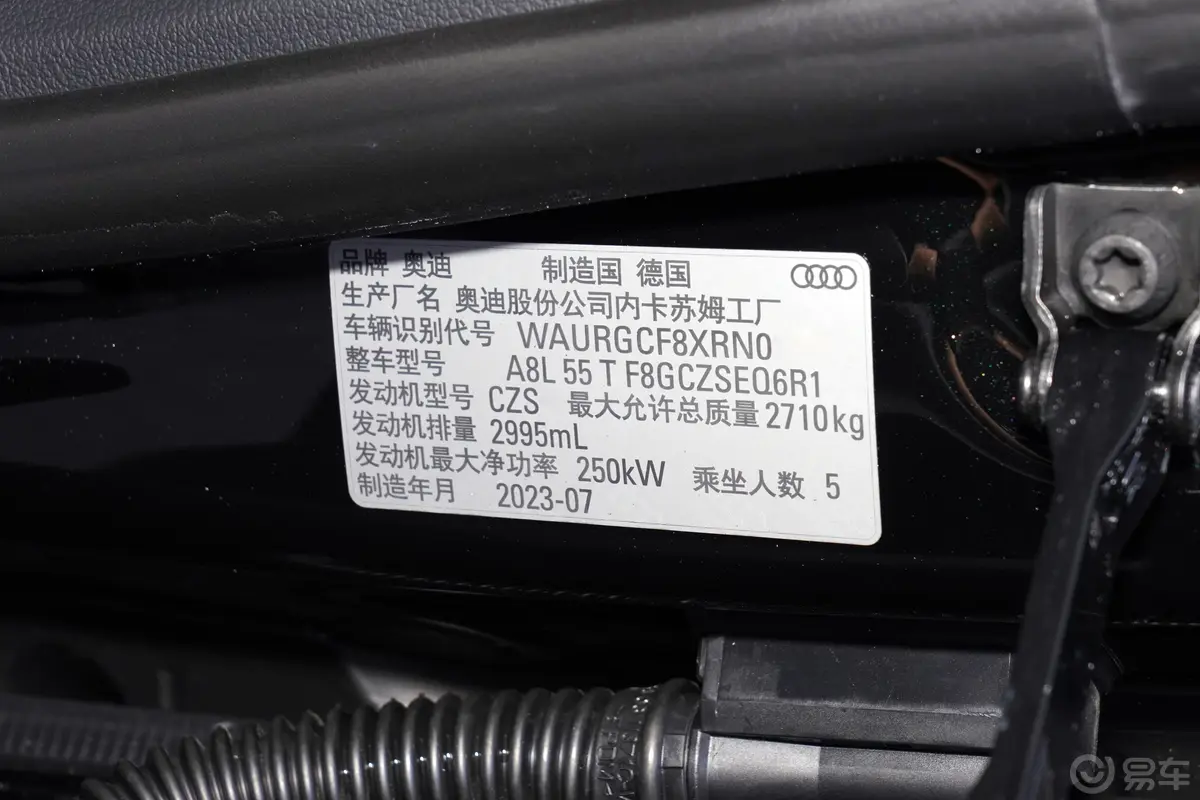 品牌 奥迪 制造国 德国
生产厂名 奥迪股份公司内卡苏姆工厂
车辆识别代号 WAURGCF8XRN0
整车型号 A8L 55 T F8GCZSEQ6R1
发动机型号 CZS 最大允许总质量 2710kg
发动机排量 2995mL
发动机最大净功率 250kW 乘坐人数 5
制造年月 2023-07
易车